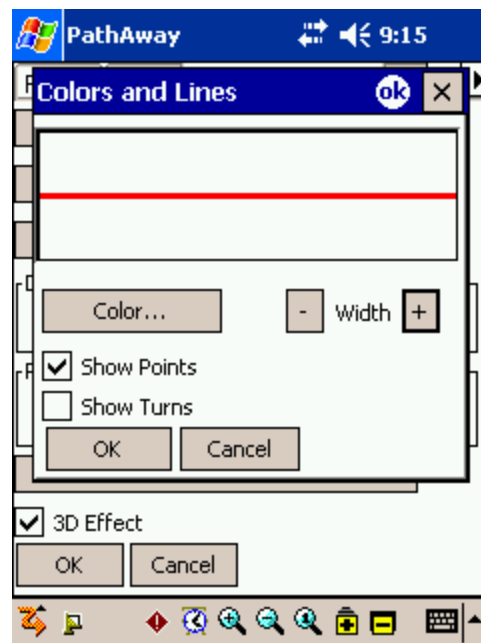 PathAway 9:15
Colors and Lines ok
Color... - Width +
Show Points
Show Turns
OK Cancel
3D Effect
OK Cancel